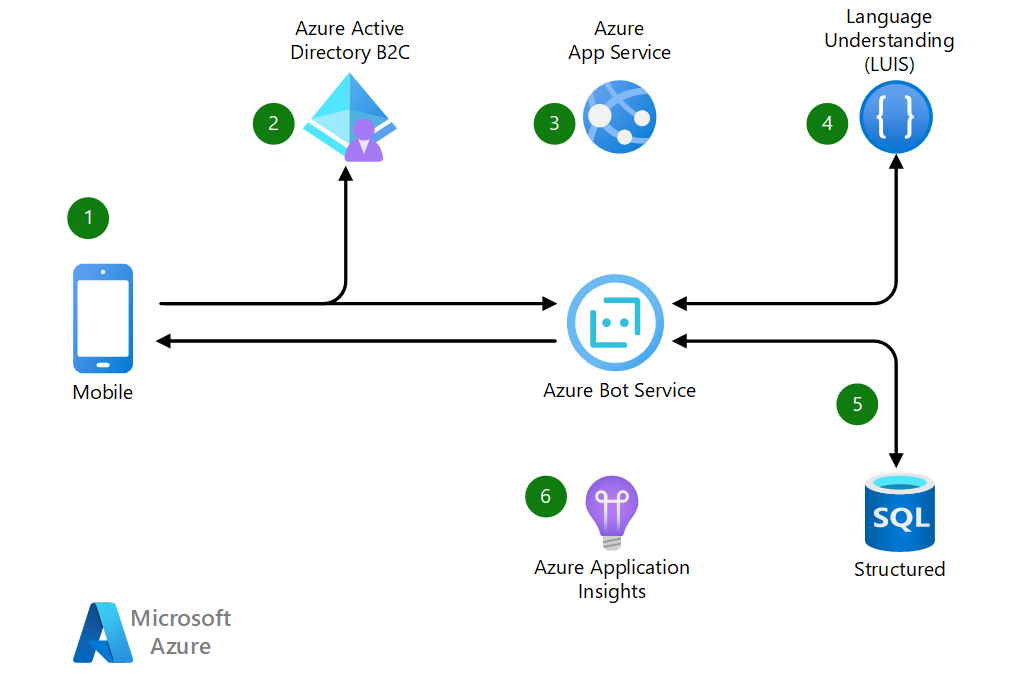 Azure Active
Directory B2C
Azure
App Service
Language
Understanding
(LUIS)
2
3
4
1
Mobile
Azure Bot Service
5
6
SQL
Azure Application
Insights
Structured
Microsoft
Azure